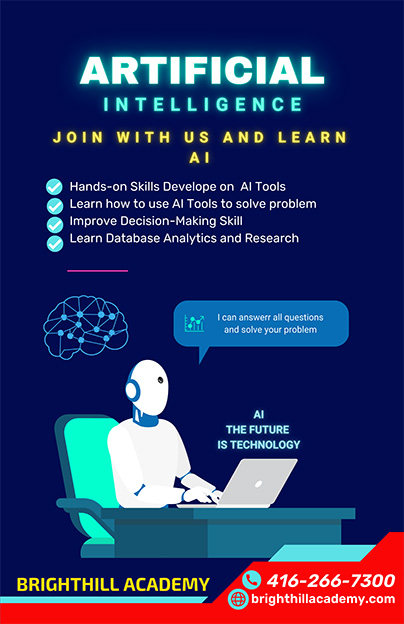 ARTIFICIAL
INTELLIGENCE
JOIN WITH US AND LEARN
AI
Hands-on Skills Develope on AI Tools
Learn how to use AI Tools to solve problem
Improve Decision-Making Skill
Learn Database Analytics and Research
I can answerr all questions
and solve your problem
AI
THE FUTURE
IS TECHNOLOGY
BRIGHTHILL ACADEMY
416-266-7300
brighthillacademy.com